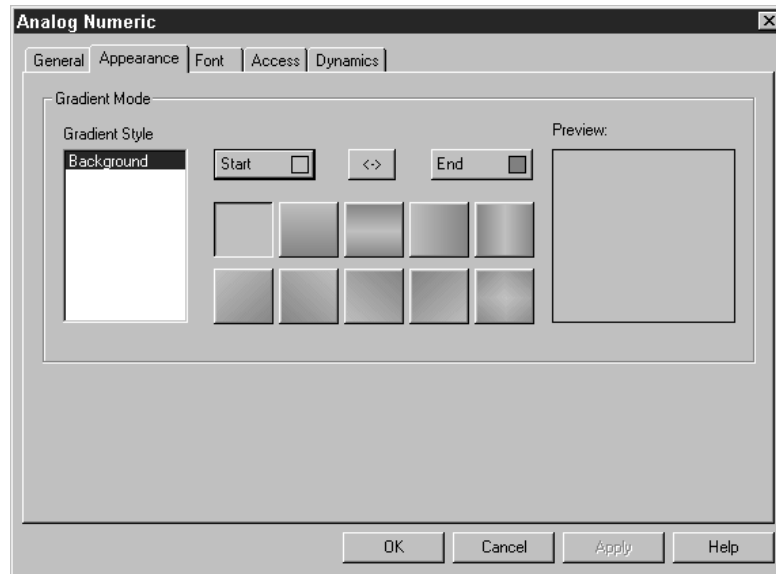 Analog Numeric
General Appearance Font Access Dynamics
Gradient Mode
Gradient Style
Preview:
Background
Start <-> End
OK Cancel Apply Help